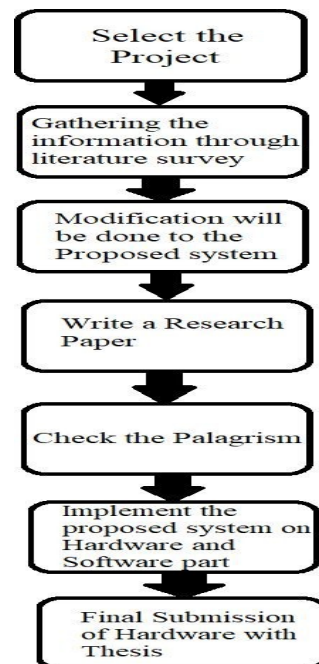 Select the
Project
Gathering the
information through
literature survey
Modification will
be done to the
Proposed system
Write a Research
Paper
Check the Palagrism
Implement the
proposed system on
Hardware and
Software part
Final Submission
of Hardware with
Thesis